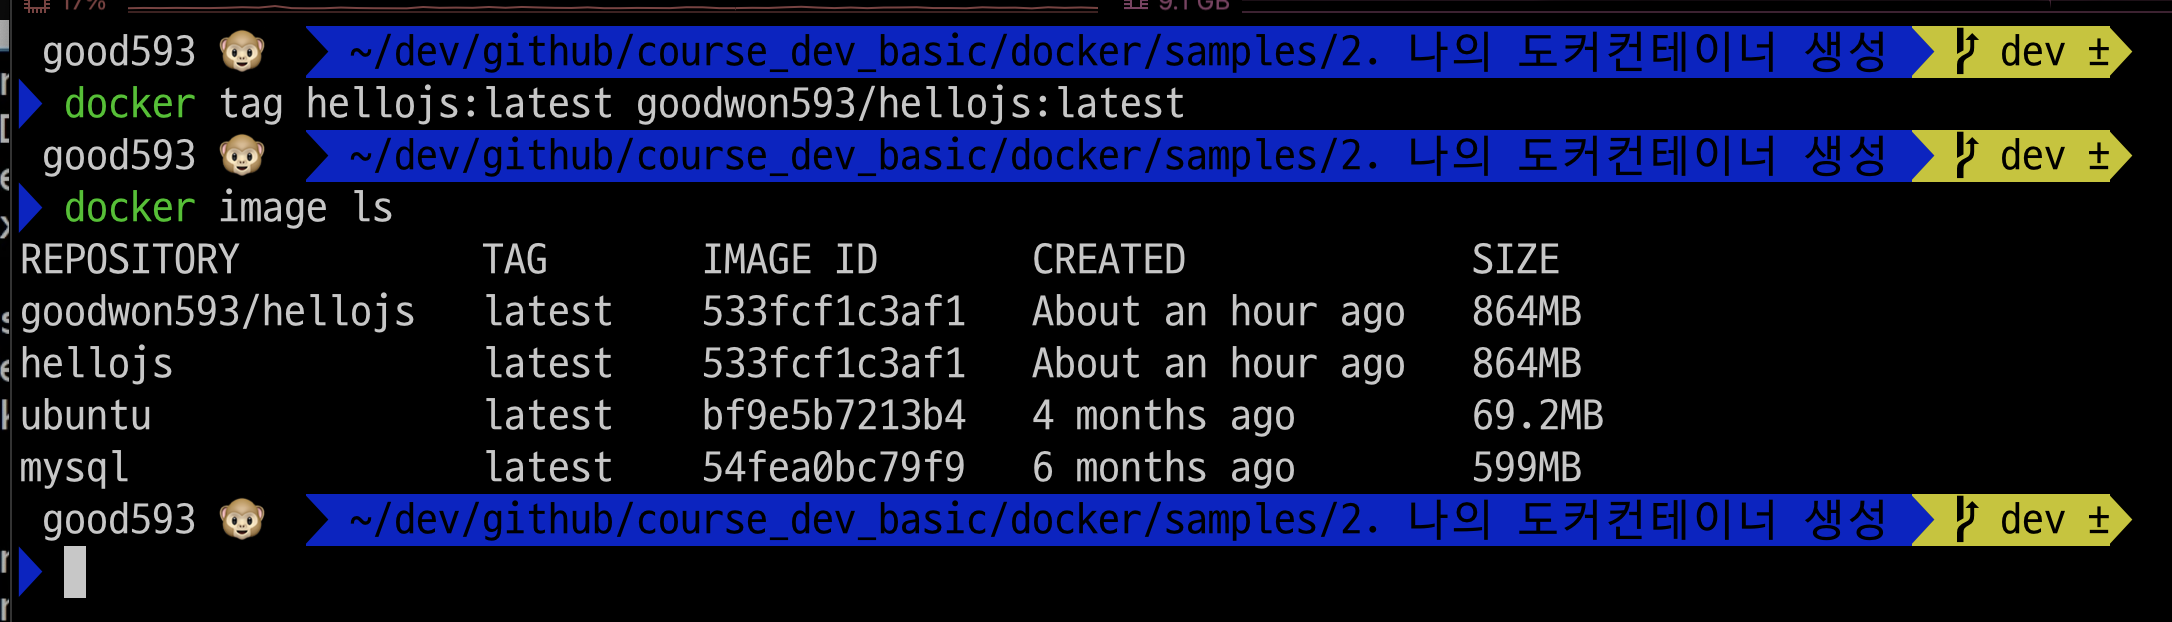 17%
9.1 GB
good593 🐵 ~/dev/github/course_dev_basic/docker/samples/2. 나의 도커컨테이너 생성 dev ±
docker tag hellojs:latest goodwon593/hellojs:latest
good593 🐵 ~/dev/github/course_dev_basic/docker/samples/2. 나의 도커컨테이너 생성 dev ±
docker image ls
REPOSITORY TAG IMAGE ID CREATED SIZE
goodwon593/hellojs latest 533fcf1c3af1 About an hour ago 864MB
hellojs latest 533fcf1c3af1 About an hour ago 864MB
ubuntu latest bf9e5b7213b4 4 months ago 69.2MB
mysql latest 54fea0bc79f9 6 months ago 599MB
good593 🐵 ~/dev/github/course_dev_basic/docker/samples/2. 나의 도커컨테이너 생성 dev ±